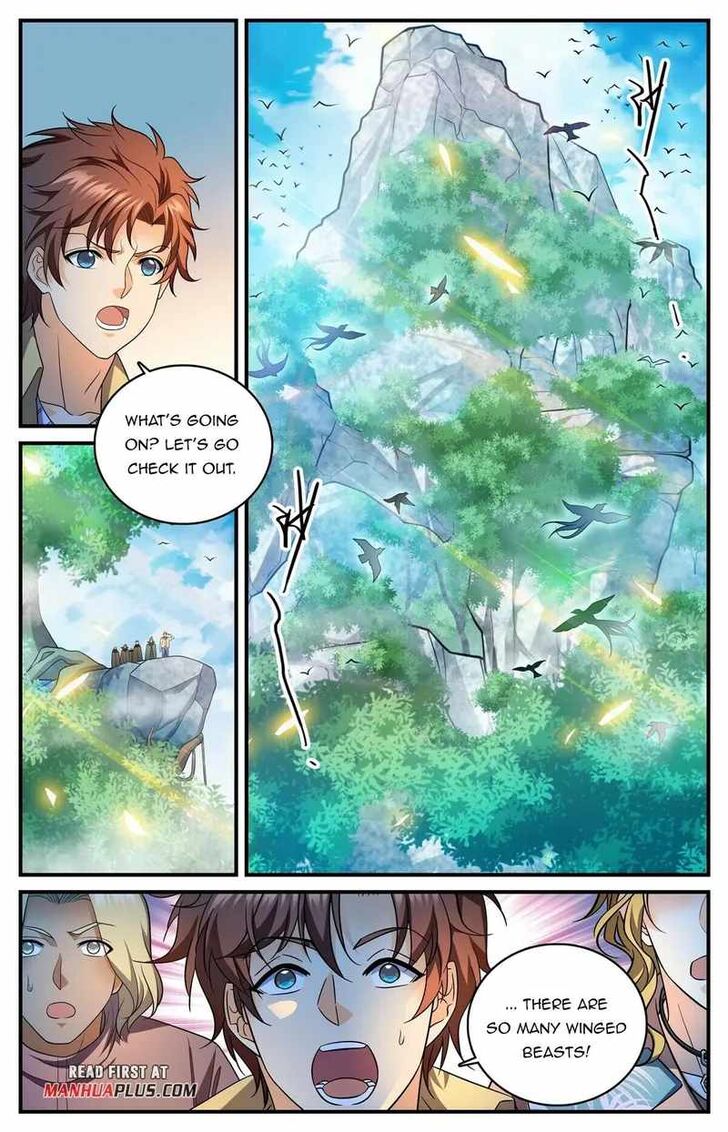 WHAT'S GOING
ON? LET'S GO
CHECK IT OUT.
... THERE ARE
SO MANY WINGED
BEASTS!
READ FIRST AT
MANHUAPLUS.COM